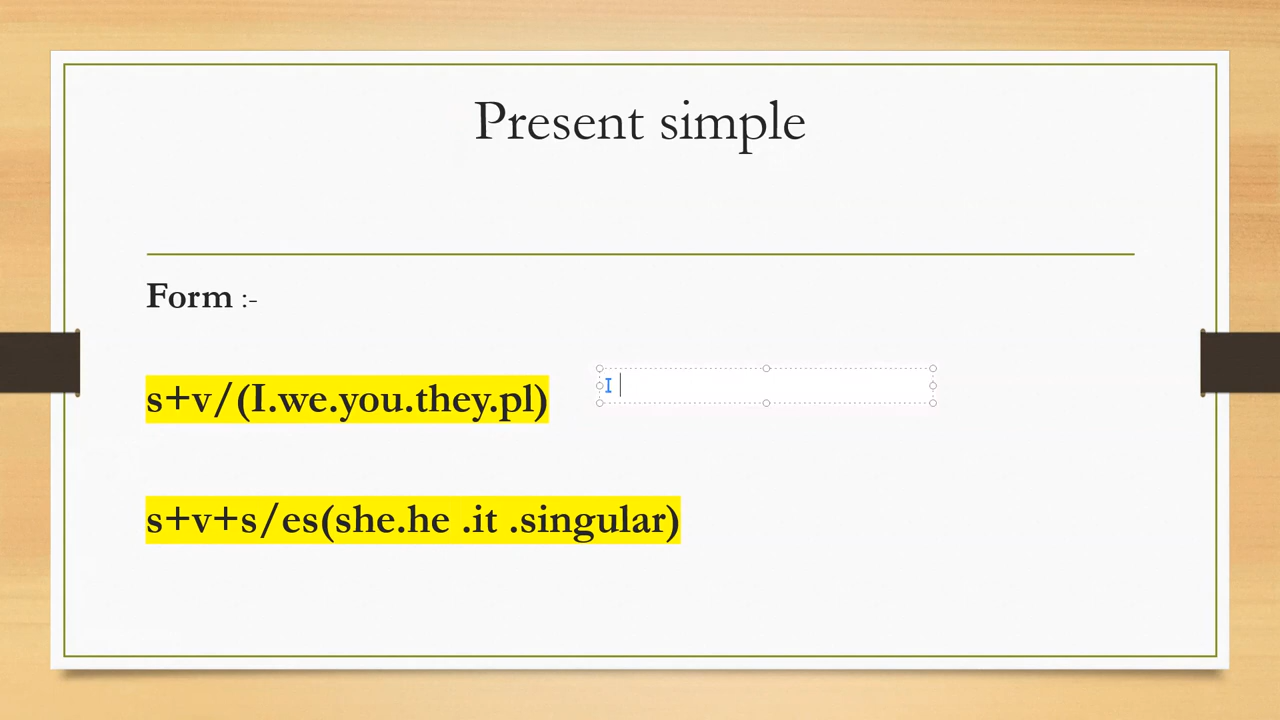 Present simple
Form :-
s+v/(I.we.you.they.pl)
I
s+v+s/es(she.he .it .singular)